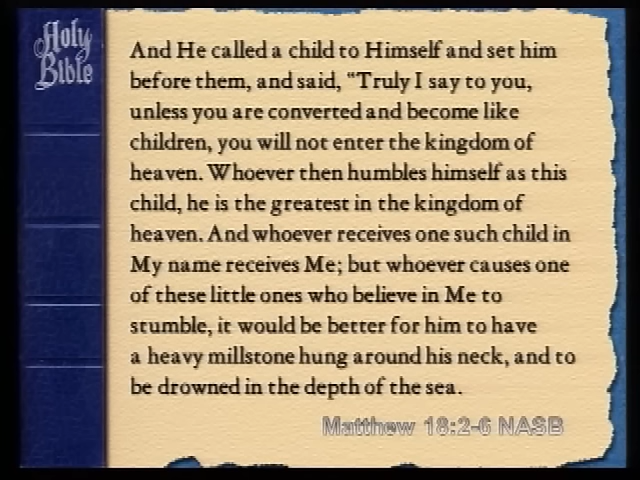 Holy
Bible
And He called a child to Himself and set him
before them, and said, “Truly I say to you,
unless you are converted and become like
children, you will not enter the kingdom of
heaven. Whoever then humbles himself as this
child, he is the greatest in the kingdom of
heaven. And whoever receives one such child in
My name receives Me; but whoever causes one
of these little ones who believe in Me to
stumble, it would be better for him to have
a heavy millstone hung around his neck, and to
be drowned in the depth of the sea.
Matthew 18:2-6 NASB